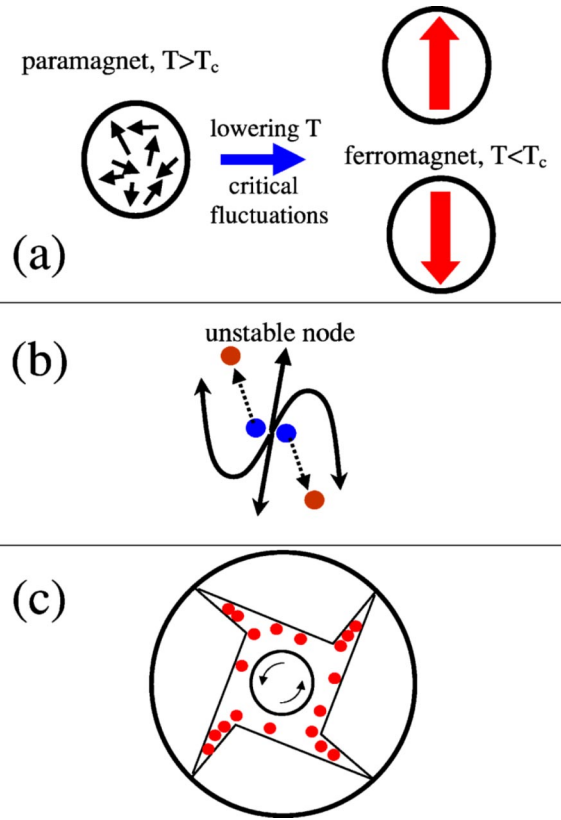 paramagnet, T>Tc
lowering T
critical
fluctuations
ferromagnet, T<Tc
(a)
unstable node
(b)
(c)